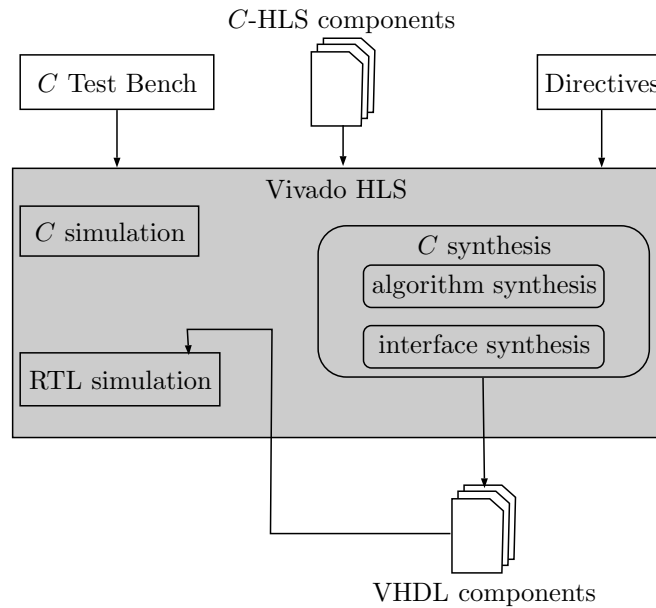 C-HLS components
C Test Bench
Directives
Vivado HLS
C simulation
C synthesis
algorithm synthesis
interface synthesis
RTL simulation
VHDL components